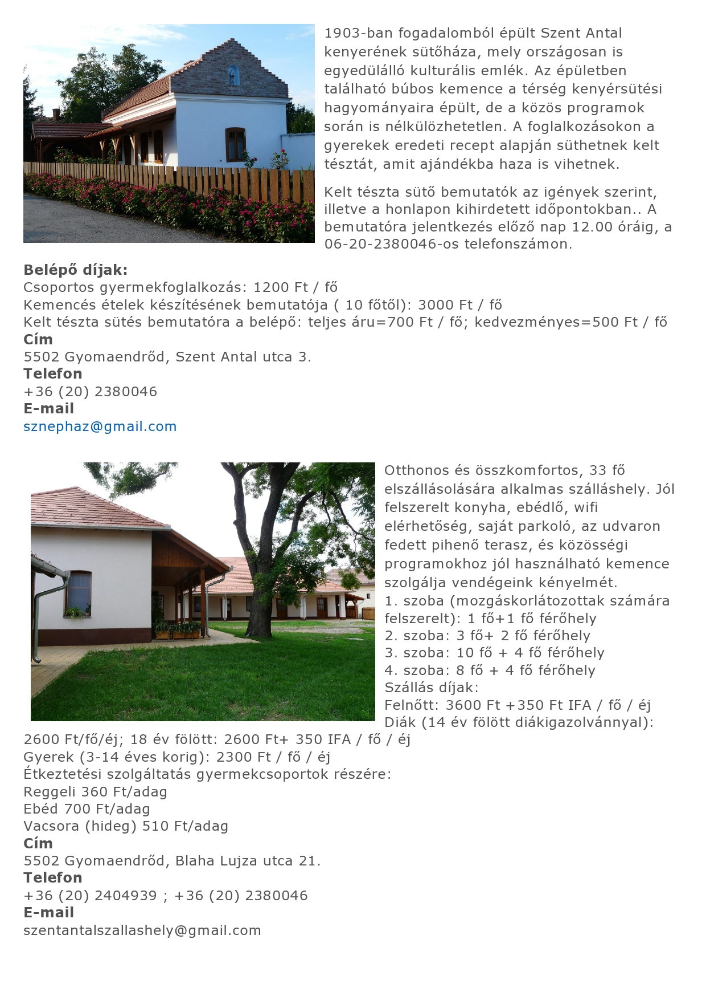 1903-ban fogadalomból épült Szent Antal
kenyerének sütőháza, mely országosan is
egyedülálló kulturális emlék. Az épületben
található búbos kemence a térség kenyérsütési
hagyományaira épült, de a közös programok
során is nélkülözhetetlen. A foglalkozásokon a
gyerekek eredeti recept alapján süthetnek kelt
tésztát, amit ajándékba haza is vihetnek.
Kelt tészta sütő bemutatók az igények szerint,
illetve a honlapon kihirdetett időpontokban.. A
bemutatóra jelentkezés előző nap 12.00 óráig, a
06-20-2380046-os telefonszámon.
Belépő díjak:
Csoportos gyermekfoglalkozás: 1200 Ft / fő
Kemencés ételek készítésének bemutatója ( 10 főtől): 3000 Ft / fő
Kelt tészta sütés bemutatóra a belépő: teljes áru=700 Ft / fő; kedvezményes=500 Ft / fő
Cím
5502 Gyomaendrőd, Szent Antal utca 3.
Telefon
+36 (20) 2380046
E-mail
sznephaz@gmail.com
Otthonos és összkomfortos, 33 fő
elszállásolására alkalmas szálláshely. Jól
felszerelt konyha, ebédlő, wifi
elérhetőség, saját parkoló, az udvaron
fedett pihenő terasz, és közösségi
programokhoz jól használható kemence
szolgálja vendégeink kényelmét.
1. szoba (mozgáskorlátozottak számára
felszerelt): 1 fő+1 fő férőhely
2. szoba: 3 fő+ 2 fő férőhely
3. szoba: 10 fő + 4 fő férőhely
4. szoba: 8 fő + 4 fő férőhely
Szállás díjak:
Felnőtt: 3600 Ft +350 Ft IFA / fő / éj
Diák (14 év fölött diákigazolvánnyal):
2600 Ft/fő/éj; 18 év fölött: 2600 Ft+ 350 IFA / fő / éj
Gyerek (3-14 éves korig): 2300 Ft / fő / éj
Étkeztetési szolgáltatás gyermekcsoportok részére:
Reggeli 360 Ft/adag
Ebéd 700 Ft/adag
Vacsora (hideg) 510 Ft/adag
Cím
5502 Gyomaendrőd, Blaha Lujza utca 21.
Telefon
+36 (20) 2404939 ; +36 (20) 2380046
E-mail
szentantalszallashely@gmail.com